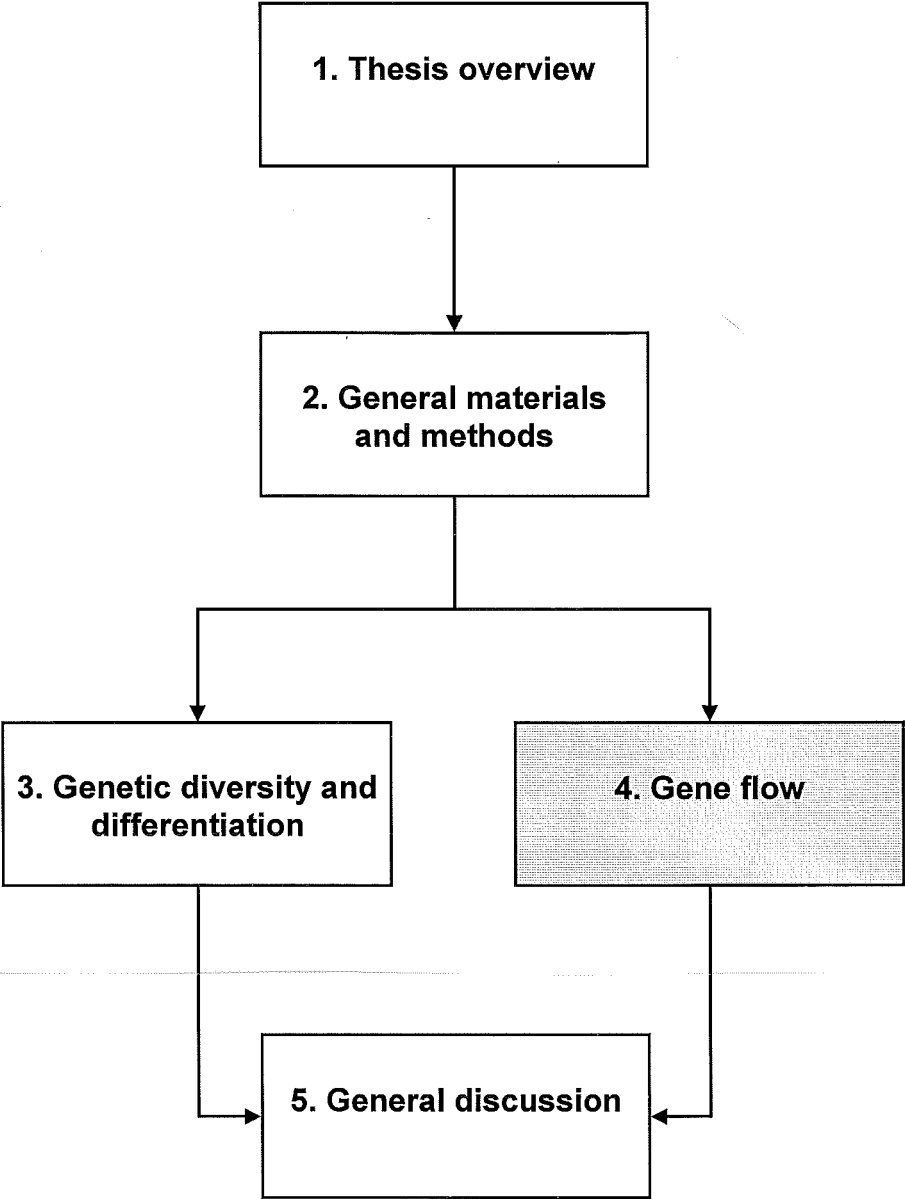 1. Thesis overview
2. General materials
and methods
3. Genetic diversity and
differentiation
4. Gene flow
5. General discussion